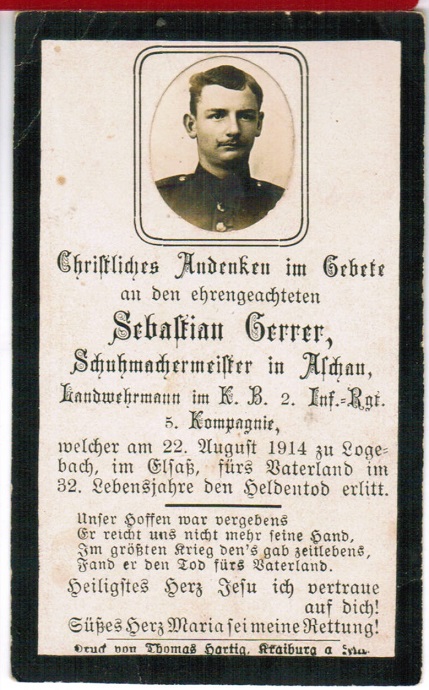 Christliches Andenken im Gebete
an den ehrengeachteten
Sebastian Gerrer,
Schuhmachermeister in Aschau,
Landwehrmann im K. B. 2. Inf.-Rgt.
5. Kompagnie,
welcher am 22. August 1914 zu Loge-
bach, im Elsaß, fürs Vaterland im
32. Lebensjahre den Heldentod erlitt.
Unser Hoffen war vergebens
Er reicht uns nicht mehr seine Hand,
Im größten Krieg den's gab zeitlebens,
Fand er den Tod fürs Vaterland.
Heiligstes Herz Jesu ich vertraue
auf dich!
Süßes Herz Maria sei meine Rettung!
Druck von Thomas Hartig, Kraiburg a